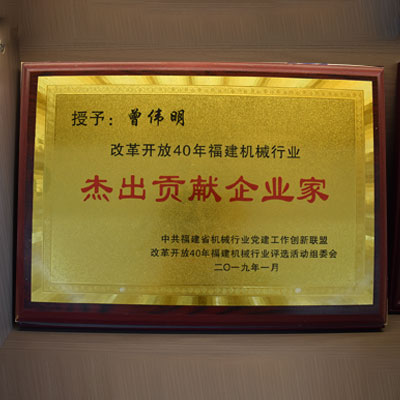 授予：曾伟明
改革开放40年福建机械行业
杰出贡献企业家
中共福建省机械行业党建工作创新联盟
改革开放40年福建机械行业评选活动组委会
二〇一九年一月